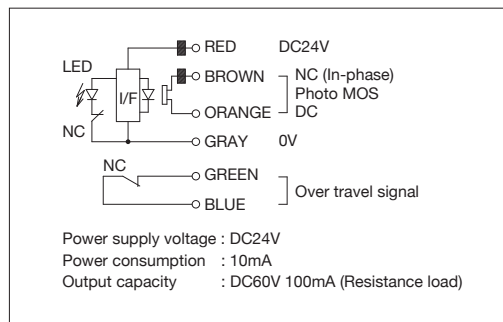 RED DC24V
LED
BROWN NC (In-phase)
Photo MOS
I/F
ORANGE DC
NC
GRAY 0V
NC
GREEN
Over travel signal
BLUE
Power supply voltage : DC24V
Power consumption : 10mA
Output capacity : DC60V 100mA (Resistance load)